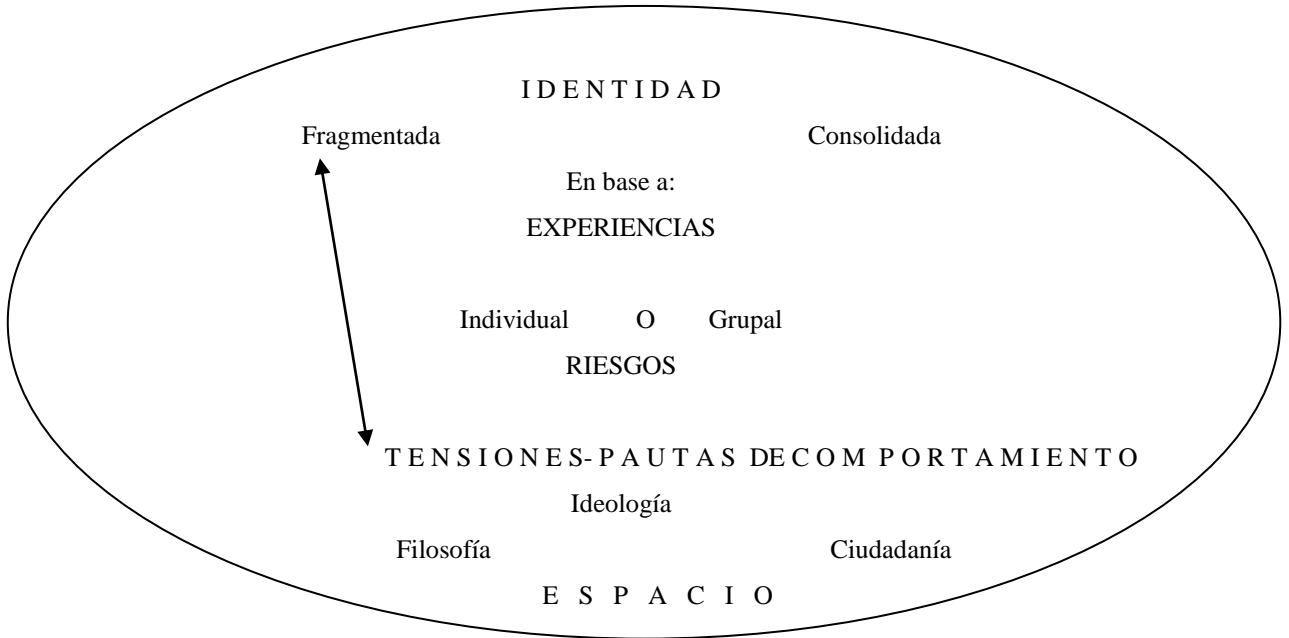 I D E N T I D A D
Fragmentada Consolidada
En base a:
EXPERIENCIAS
Individual O Grupal
RIESGOS
T E N S I O N E S- P A U T A S DE C O M P O R T A M I E N T O
Ideología
Filosofía Ciudadanía
E S P A C I O